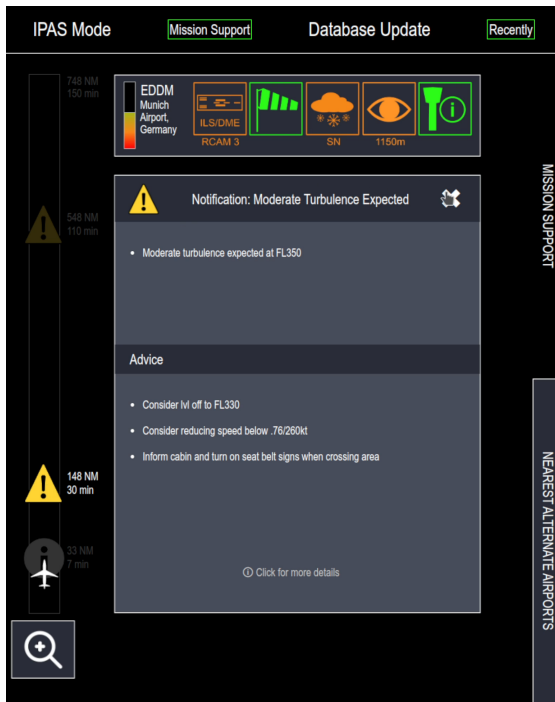 IPAS Mode
Mission Support
Database Update
Recently
748 NM
150 min
EDDM
Munich
Airport,
Germany
ILS/DME
RCAM 3
SN
1150m
MISSION SUPPORT
Notification: Moderate Turbulence Expected
548 NM
110 min
• Moderate turbulence expected at FL350
Advice
• Consider lvl off to FL330
• Consider reducing speed below .76/260kt
• Inform cabin and turn on seat belt signs when crossing area
148 NM
30 min
33 NM
7 min
Click for more details
NEAREST ALTERNATE AIRPORTS